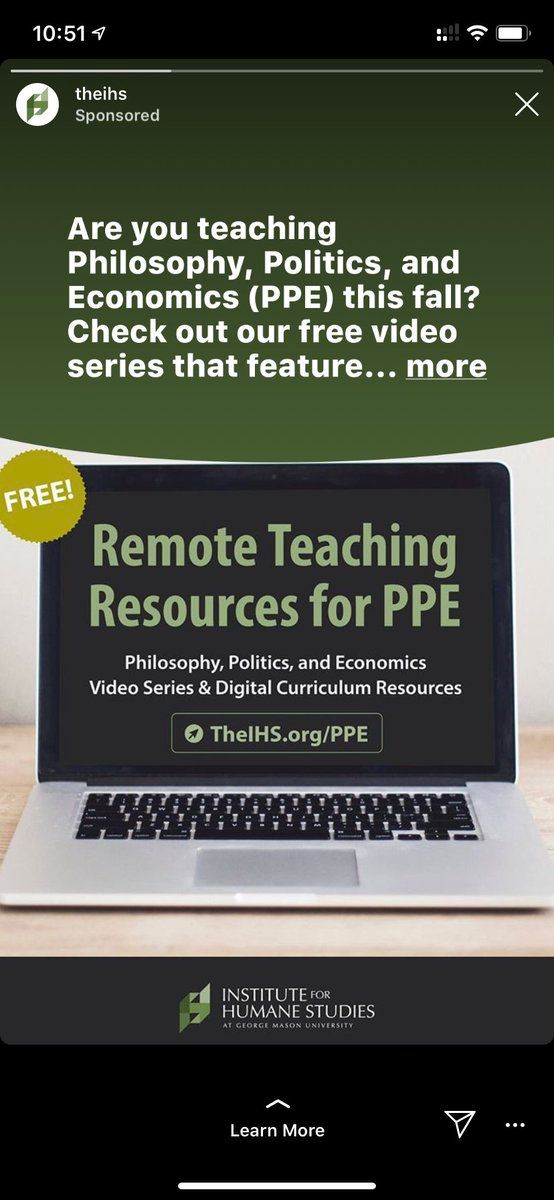 10:51
theihs
Sponsored
Are you teaching
Philosophy, Politics, and
Economics (PPE) this fall?
Check out our free video
series that feature... more
FREE!
Remote Teaching
Resources for PPE
Philosophy, Politics, and Economics
Video Series & Digital Curriculum Resources
TheIHS.org/PPE
INSTITUTE FOR
HUMANE STUDIES
AT GEORGE MASON UNIVERSITY
Learn More